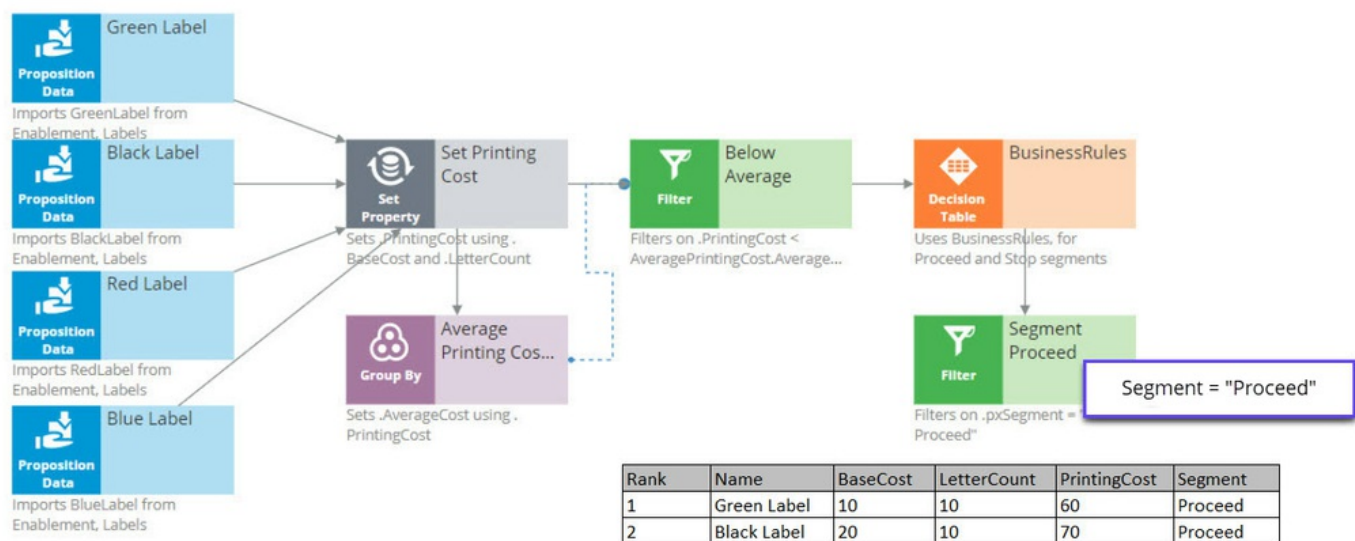 Green Label
Proposition
Data
Imports GreenLabel from
Enablement, Labels
Black Label
Proposition
Data
Imports BlackLabel from
Enablement, Labels
Red Label
Proposition
Data
Imports RedLabel from
Enablement, Labels
Blue Label
Proposition
Data
Imports BlueLabel from
Enablement, Labels
Set Printing
Cost
Set
Property
Sets .PrintingCost using .
BaseCost and .LetterCount
Average
Printing Cos...
Group By
Sets .AverageCost using .
PrintingCost
Below
Average
Filter
Filters on .PrintingCost <
AveragePrintingCost.Average...
BusinessRules
Decision
Table
Uses BusinessRules, for
Proceed and Stop segments
Segment
Proceed
Filter
Filters on .pxSegment = "
Proceed"
Segment = "Proceed"
Rank Name BaseCost LetterCount PrintingCost Segment
1 Green Label 10 10 60 Proceed
2 Black Label 20 10 70 Proceed